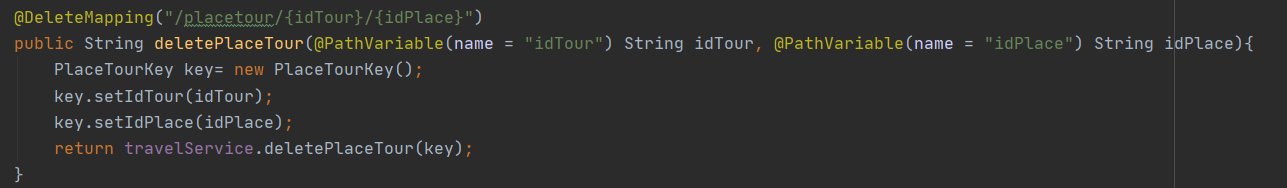 @DeleteMapping("/placetour/{idTour}/{idPlace}")
public String deletePlaceTour(@PathVariable(name = "idTour") String idTour, @PathVariable(name = "idPlace") String idPlace){
    PlaceTourKey key= new PlaceTourKey();
    key.setIdTour(idTour);
    key.setIdPlace(idPlace);
    return travelService.deletePlaceTour(key);
}